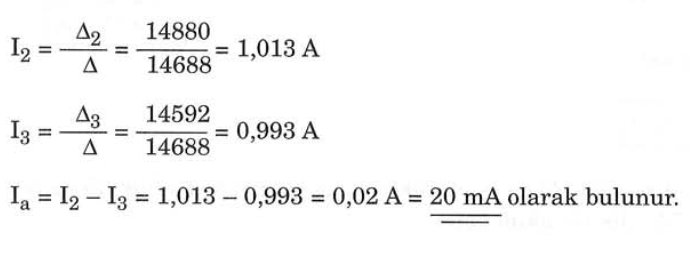 I₂ = Δ₂/Δ = 14880/14688 = 1,013 A
I₃ = Δ₃/Δ = 14592/14688 = 0,993 A
Iₐ = I₂ – I₃ = 1,013 – 0,993 = 0,02 A = 20 mA olarak bulunur.